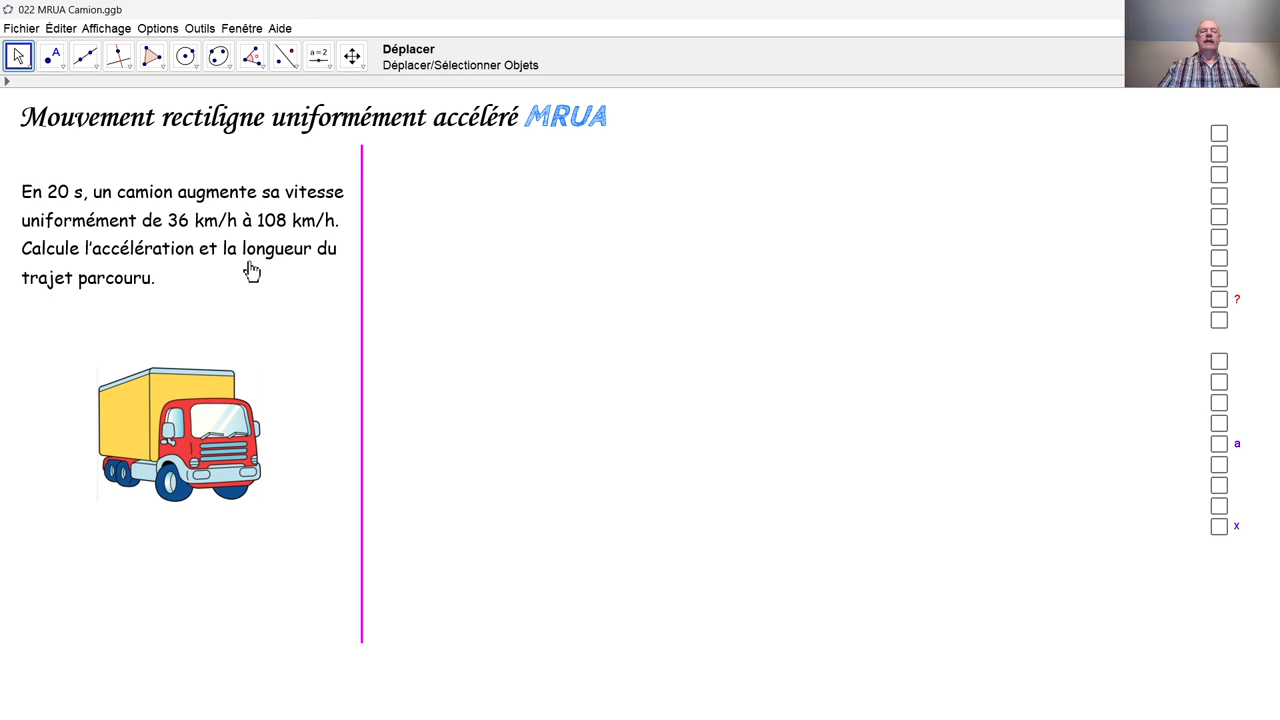 022 MRUA Camion.ggb
Fichier Éditer Affichage Options Outils Fenêtre Aide
A
a=2
Déplacer
Déplacer/Sélectionner Objets
Mouvement rectiligne uniformément accéléré MRUA
En 20 s, un camion augmente sa vitesse
uniformément de 36 km/h à 108 km/h.
Calcule l'accélération et la longueur du
trajet parcouru.
?
a
x